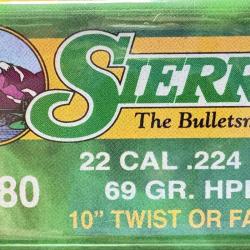 SIERR
The Bulletsm
22 CAL .224
80 69 GR. HP
10" TWIST OR FA